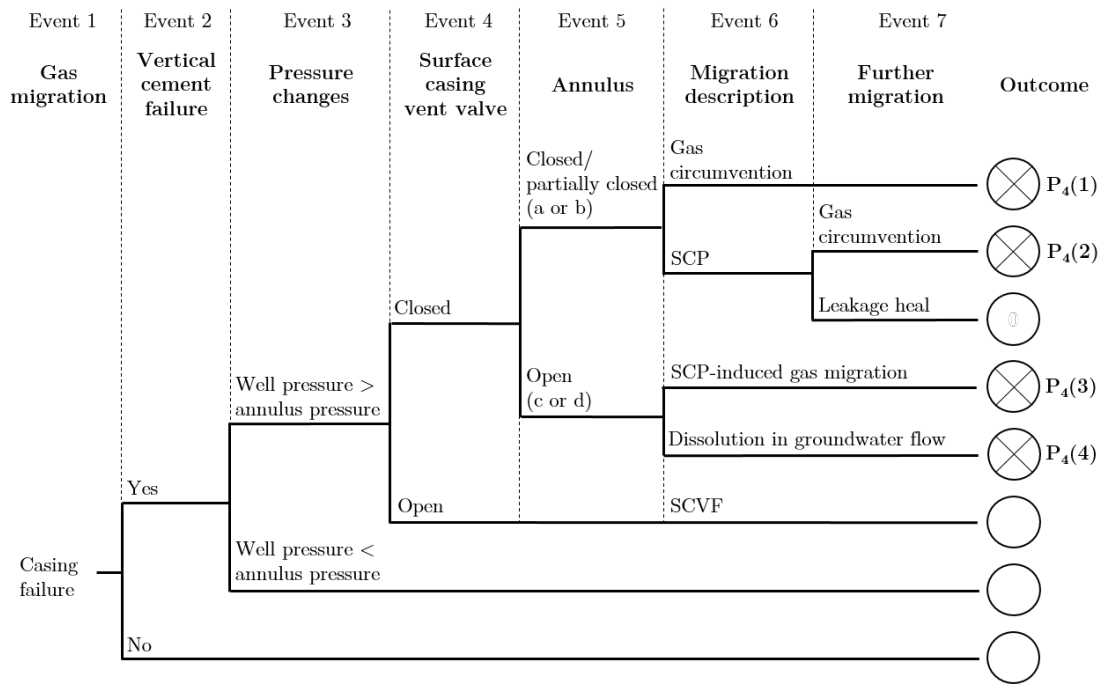 Event 1
Event 2
Event 3
Event 4
Event 5
Event 6
Event 7
Gas
migration
Vertical
cement
failure
Pressure
changes
Surface
casing
vent valve
Annulus
Migration
description
Further
migration
Outcome
Closed/
partially closed
(a or b)
Gas
circumvention
P₄(1)
Gas
circumvention
P₄(2)
SCP
Leakage heal
0
Closed
Open
(c or d)
SCP-induced gas migration
P₄(3)
Dissolution in groundwater flow
P₄(4)
Well pressure >
annulus pressure
Open
SCVF
Yes
Well pressure <
annulus pressure
Casing
failure
No